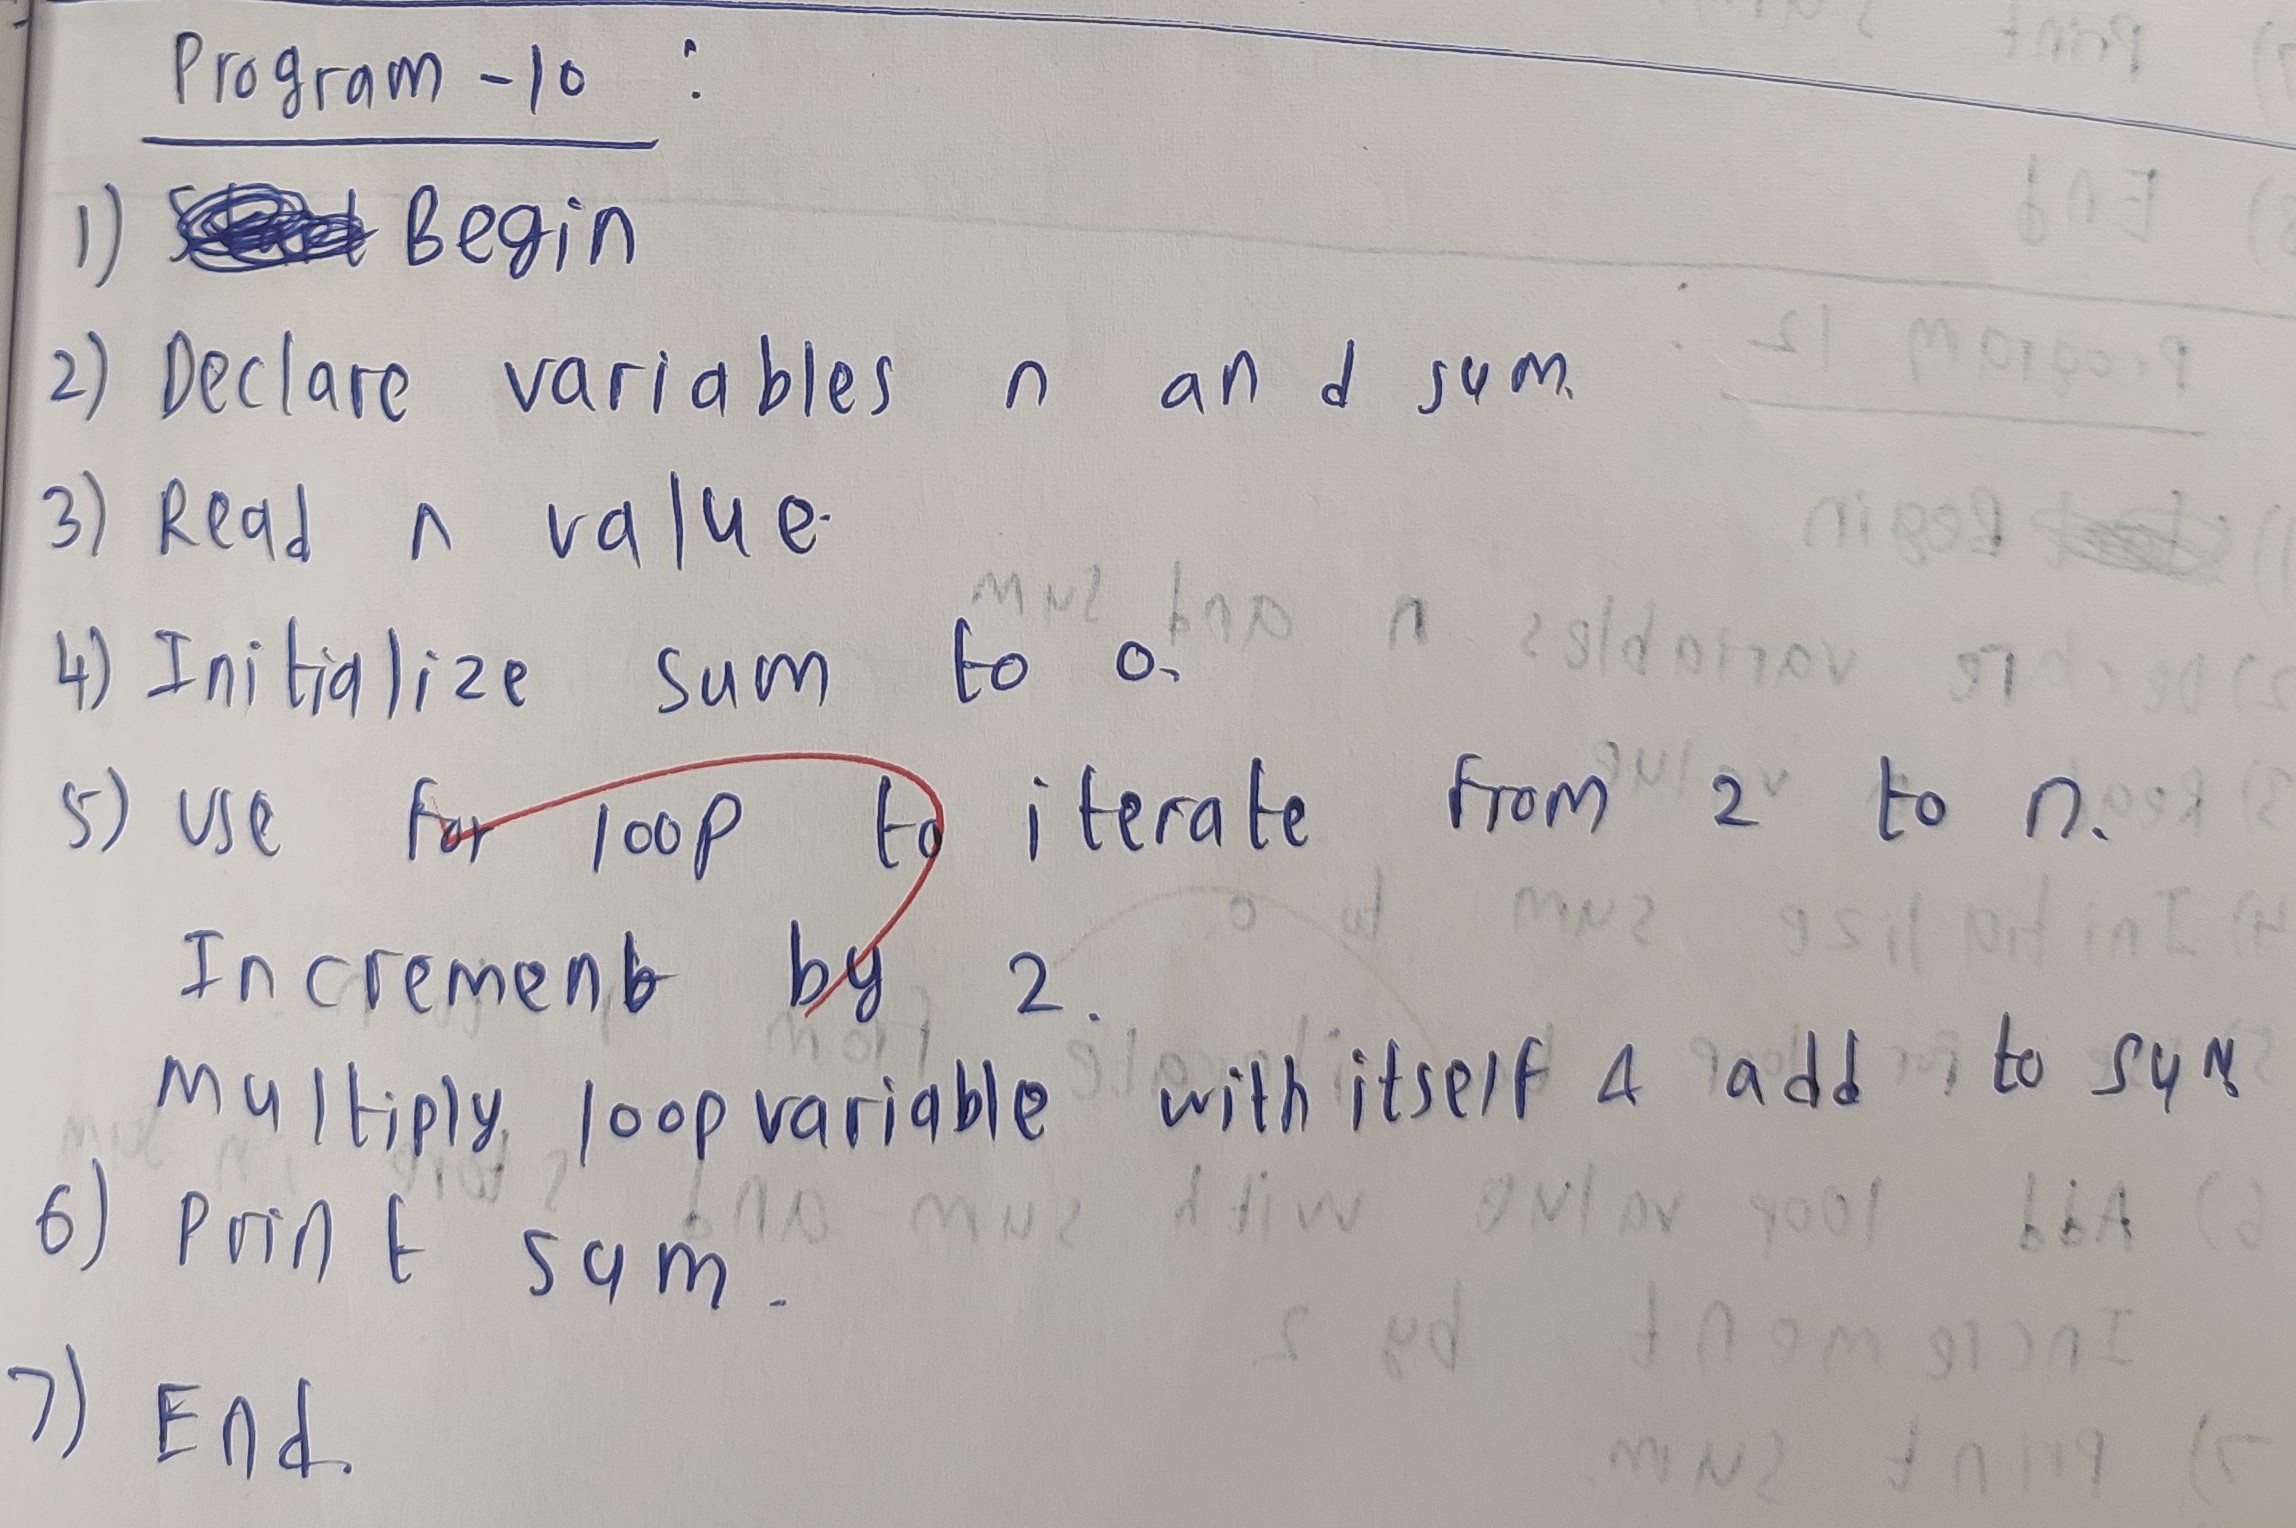 Program -10 :
1) Begin
2) Declare variables n and sum.
3) Read n value.
4) Initialize sum to 0.
5) Use for loop to iterate from 2 to n.
Increment by 2.
Multiply loop variable with itself & add to sum
6) Print sum.
7) End.